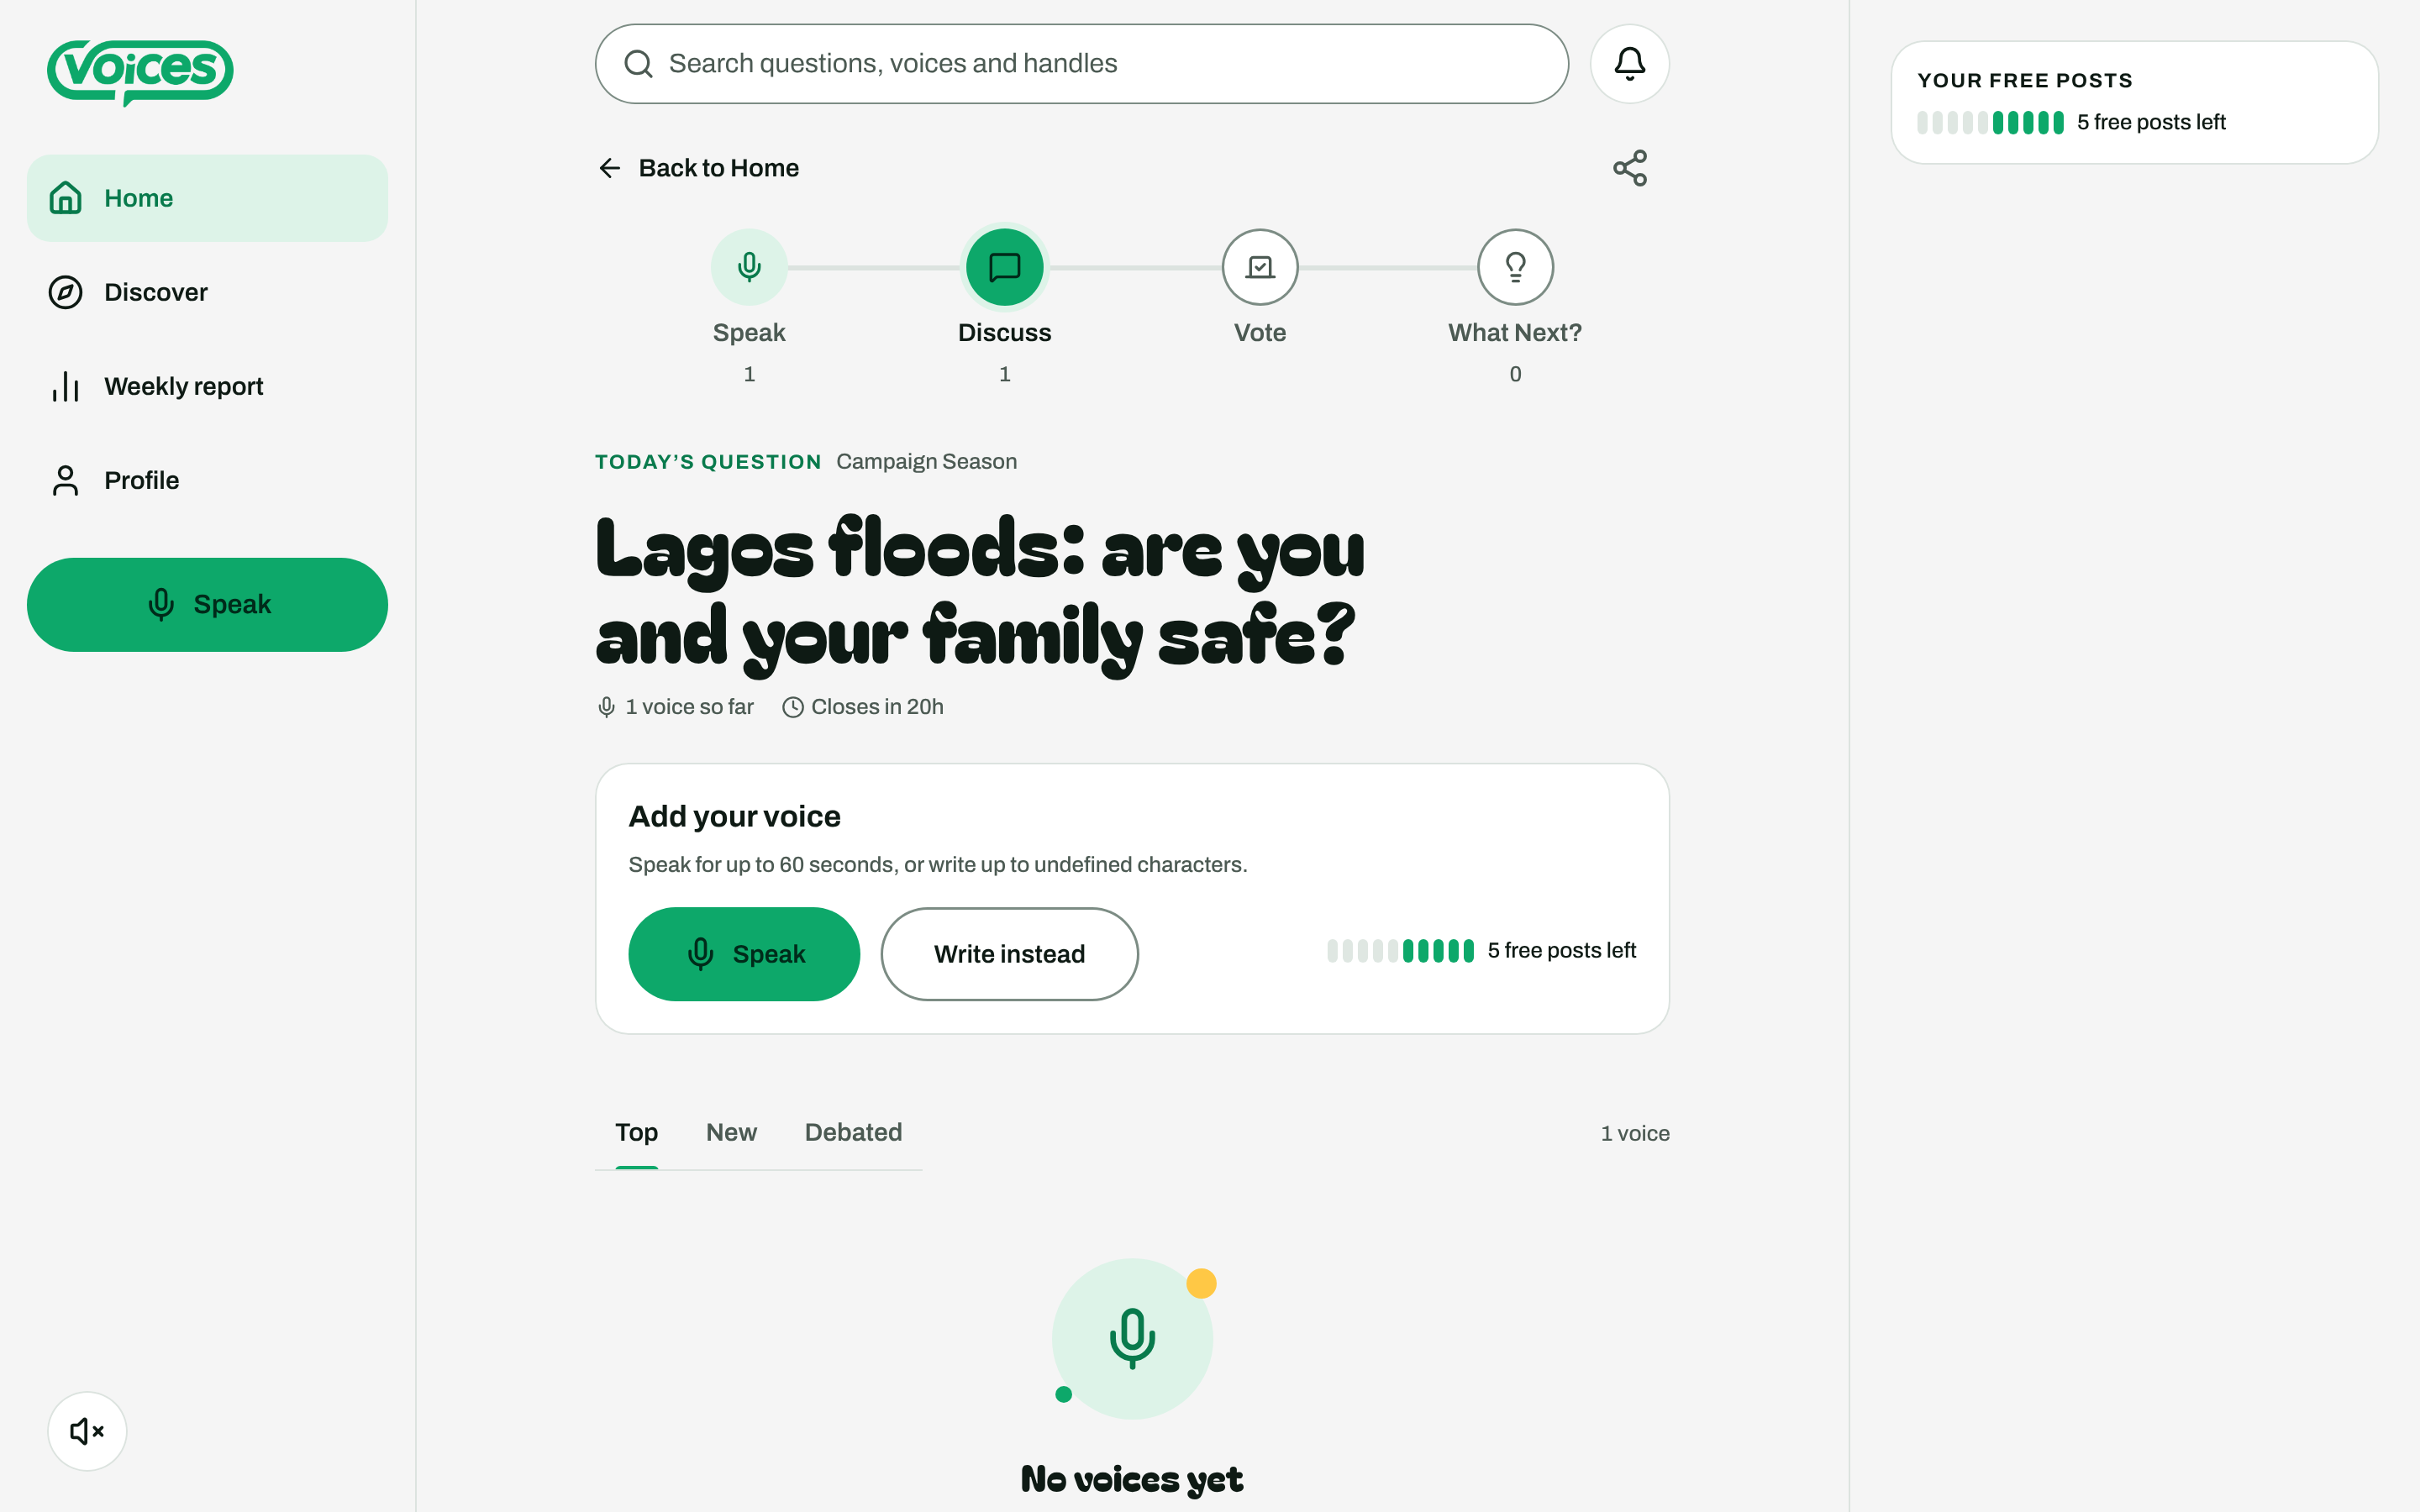 voices
Home
Discover
Weekly report
Profile
Speak
Search questions, voices and handles
Back to Home
Speak
1
Discuss
1
Vote
What Next?
0
TODAY’S QUESTION Campaign Season
Lagos floods: are you
and your family safe?
1 voice so far Closes in 20h
Add your voice
Speak for up to 60 seconds, or write up to undefined characters.
Speak
Write instead
5 free posts left
Top New Debated
1 voice
No voices yet
YOUR FREE POSTS
5 free posts left